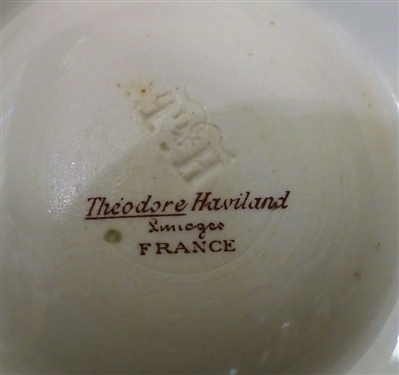 Théodore Haviland
Limoges
FRANCE